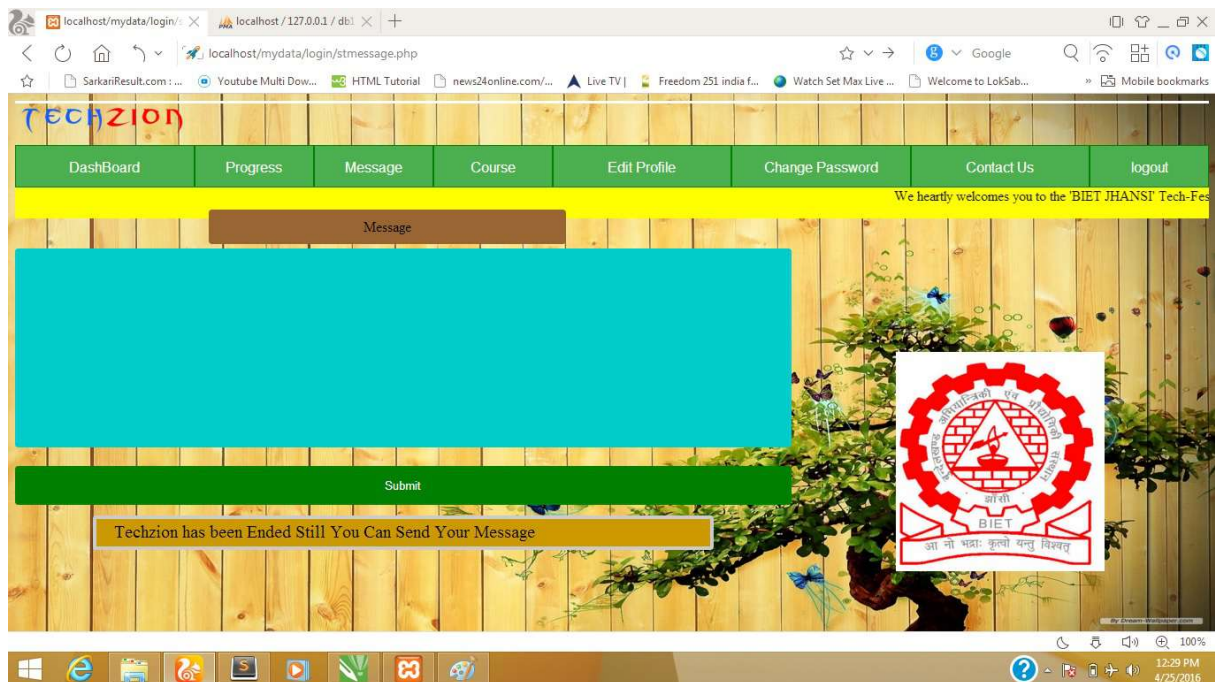 localhost/mydata/login/s
localhost / 127.0.0.1 / db1
localhost/mydata/login/stmessage.php
Google
SarkariResult.com : ...
Youtube Multi Dow...
HTML Tutorial
news24online.com/...
Live TV |
Freedom 251 india f...
Watch Set Max Live ...
Welcome to LokSab...
»
Mobile bookmarks
TECHZION
DashBoard
Progress
Message
Course
Edit Profile
Change Password
Contact Us
logout
We heartly welcomes you to the 'BIET JHANSI' Tech-Fes
Message
Submit
Techzion has been Ended Still You Can Send Your Message
बुन्देलखण्ड अभियान्त्रिकी एवं प्रौद्योगिकी संस्थान
झाँसी
BIET
आ नो भद्राः कृत्वो यन्तु विश्वत्
By Dream-Wallpaper.com
100%
12:29 PM
4/25/2016